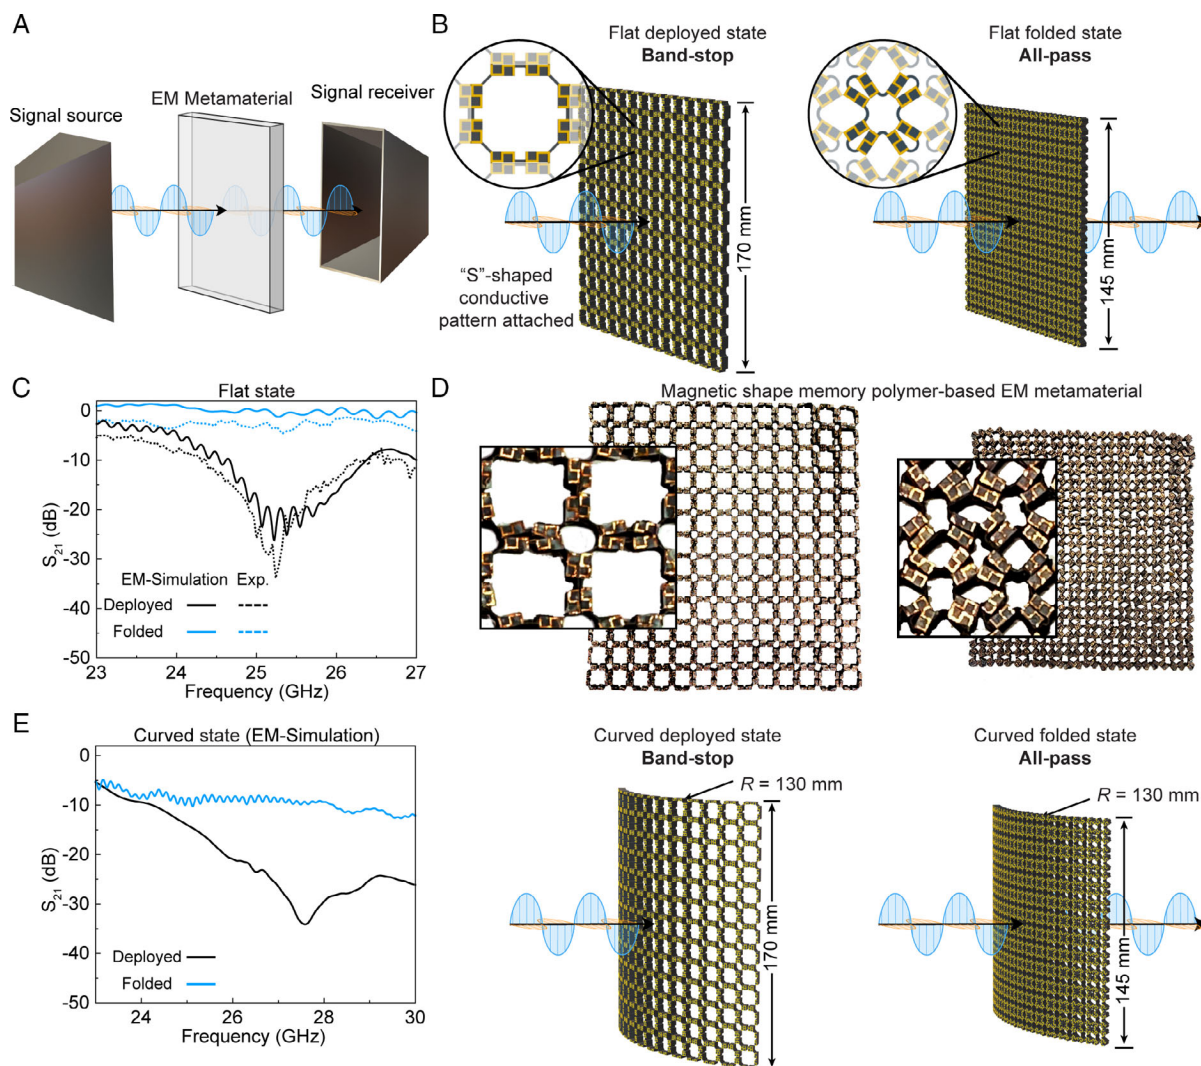 A
Signal source
EM Metamaterial
Signal receiver
B
Flat deployed state
Band-stop
170 mm
“S”-shaped
conductive
pattern attached
Flat folded state
All-pass
145 mm
C
Flat state
S21 (dB)
0
-10
-20
-30
-40
-50
EM-Simulation Exp.
Deployed
Folded
23 24 25 26 27
Frequency (GHz)
D
Magnetic shape memory polymer-based EM metamaterial
E
Curved state (EM-Simulation)
S21 (dB)
0
-10
-20
-30
-40
-50
Deployed
Folded
24 26 28 30
Frequency (GHz)
Curved deployed state
Band-stop
R = 130 mm
170 mm
Curved folded state
All-pass
R = 130 mm
145 mm